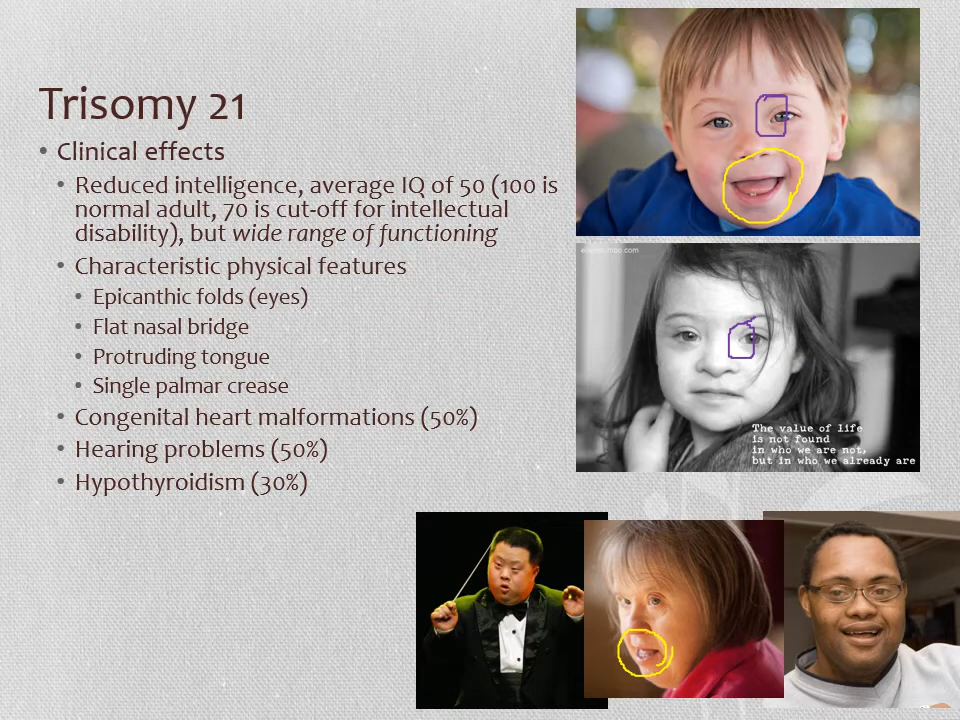 Trisomy 21
• Clinical effects
• Reduced intelligence, average IQ of 50 (100 is
normal adult, 70 is cut-off for intellectual
disability), but wide range of functioning
• Characteristic physical features
• Epicanthic folds (eyes)
• Flat nasal bridge
• Protruding tongue
• Single palmar crease
• Congenital heart malformations (50%)
• Hearing problems (50%)
• Hypothyroidism (30%)
The value of life
is not found
in who we are not,
but in who we already are